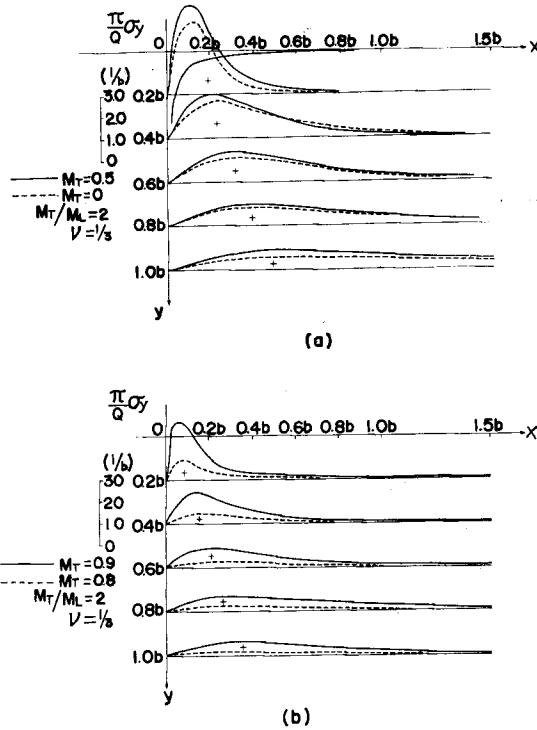 π/Q σy
0 0.2b 0.4b 0.6b 0.8b 1.0b 1.5b X
(1/b)
3.0
2.0
1.0
0
0.2b
0.4b
0.6b
0.8b
1.0b
MT=0.5
MT=0
MT/ML=2
ν=1/3
y
(a)
π/Q σy
0 0.2b 0.4b 0.6b 0.8b 1.0b 1.5b X
(1/b)
30
20
1.0
0
0.2b
0.4b
0.6b
0.8b
1.0b
MT=0.9
MT=0.8
MT/ML=2
ν=1/3
y
(b)